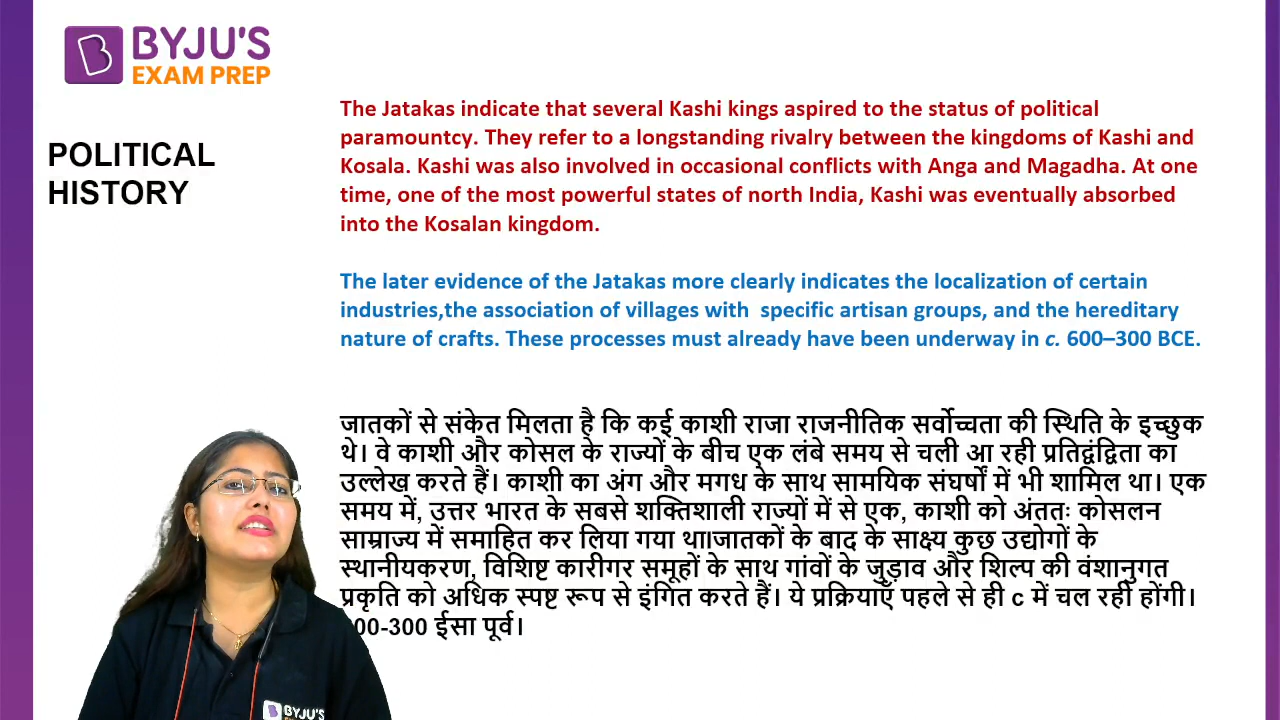 BYJU'S
EXAM PREP
POLITICAL
HISTORY
The Jatakas indicate that several Kashi kings aspired to the status of political
paramountcy. They refer to a longstanding rivalry between the kingdoms of Kashi and
Kosala. Kashi was also involved in occasional conflicts with Anga and Magadha. At one
time, one of the most powerful states of north India, Kashi was eventually absorbed
into the Kosalan kingdom.
The later evidence of the Jatakas more clearly indicates the localization of certain
industries,the association of villages with specific artisan groups, and the hereditary
nature of crafts. These processes must already have been underway in c. 600–300 BCE.
जातकों से संकेत मिलता है कि कई काशी राजा राजनीतिक सर्वोच्चता की स्थिति के इच्छुक
थे। वे काशी और कोसल के राज्यों के बीच एक लंबे समय से चली आ रही प्रतिद्वंद्विता का
उल्लेख करते हैं। काशी का अंग और मगध के साथ सामयिक संघर्षों में भी शामिल था। एक
समय में, उत्तर भारत के सबसे शक्तिशाली राज्यों में से एक, काशी को अंततः कोसलन
साम्राज्य में समाहित कर लिया गया था।जातकों के बाद के साक्ष्य कुछ उद्योगों के
स्थानीयकरण, विशिष्ट कारीगर समूहों के साथ गांवों के जुड़ाव और शिल्प की वंशानुगत
प्रकृति को अधिक स्पष्ट रूप से इंगित करते हैं। ये प्रक्रियाएँ पहले से ही c में चल रही होंगी।
00-300 ईसा पूर्व।
BYJU'S